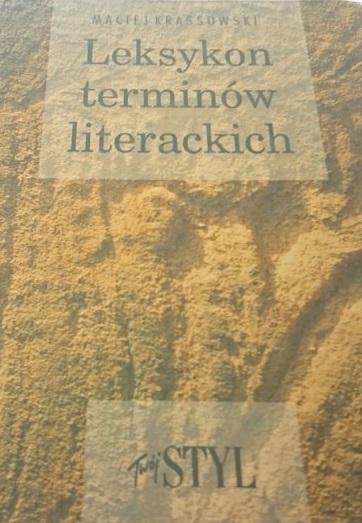 MACIEJ KRASSOWSKI
Leksykon
terminów
literackich
Twój STYL